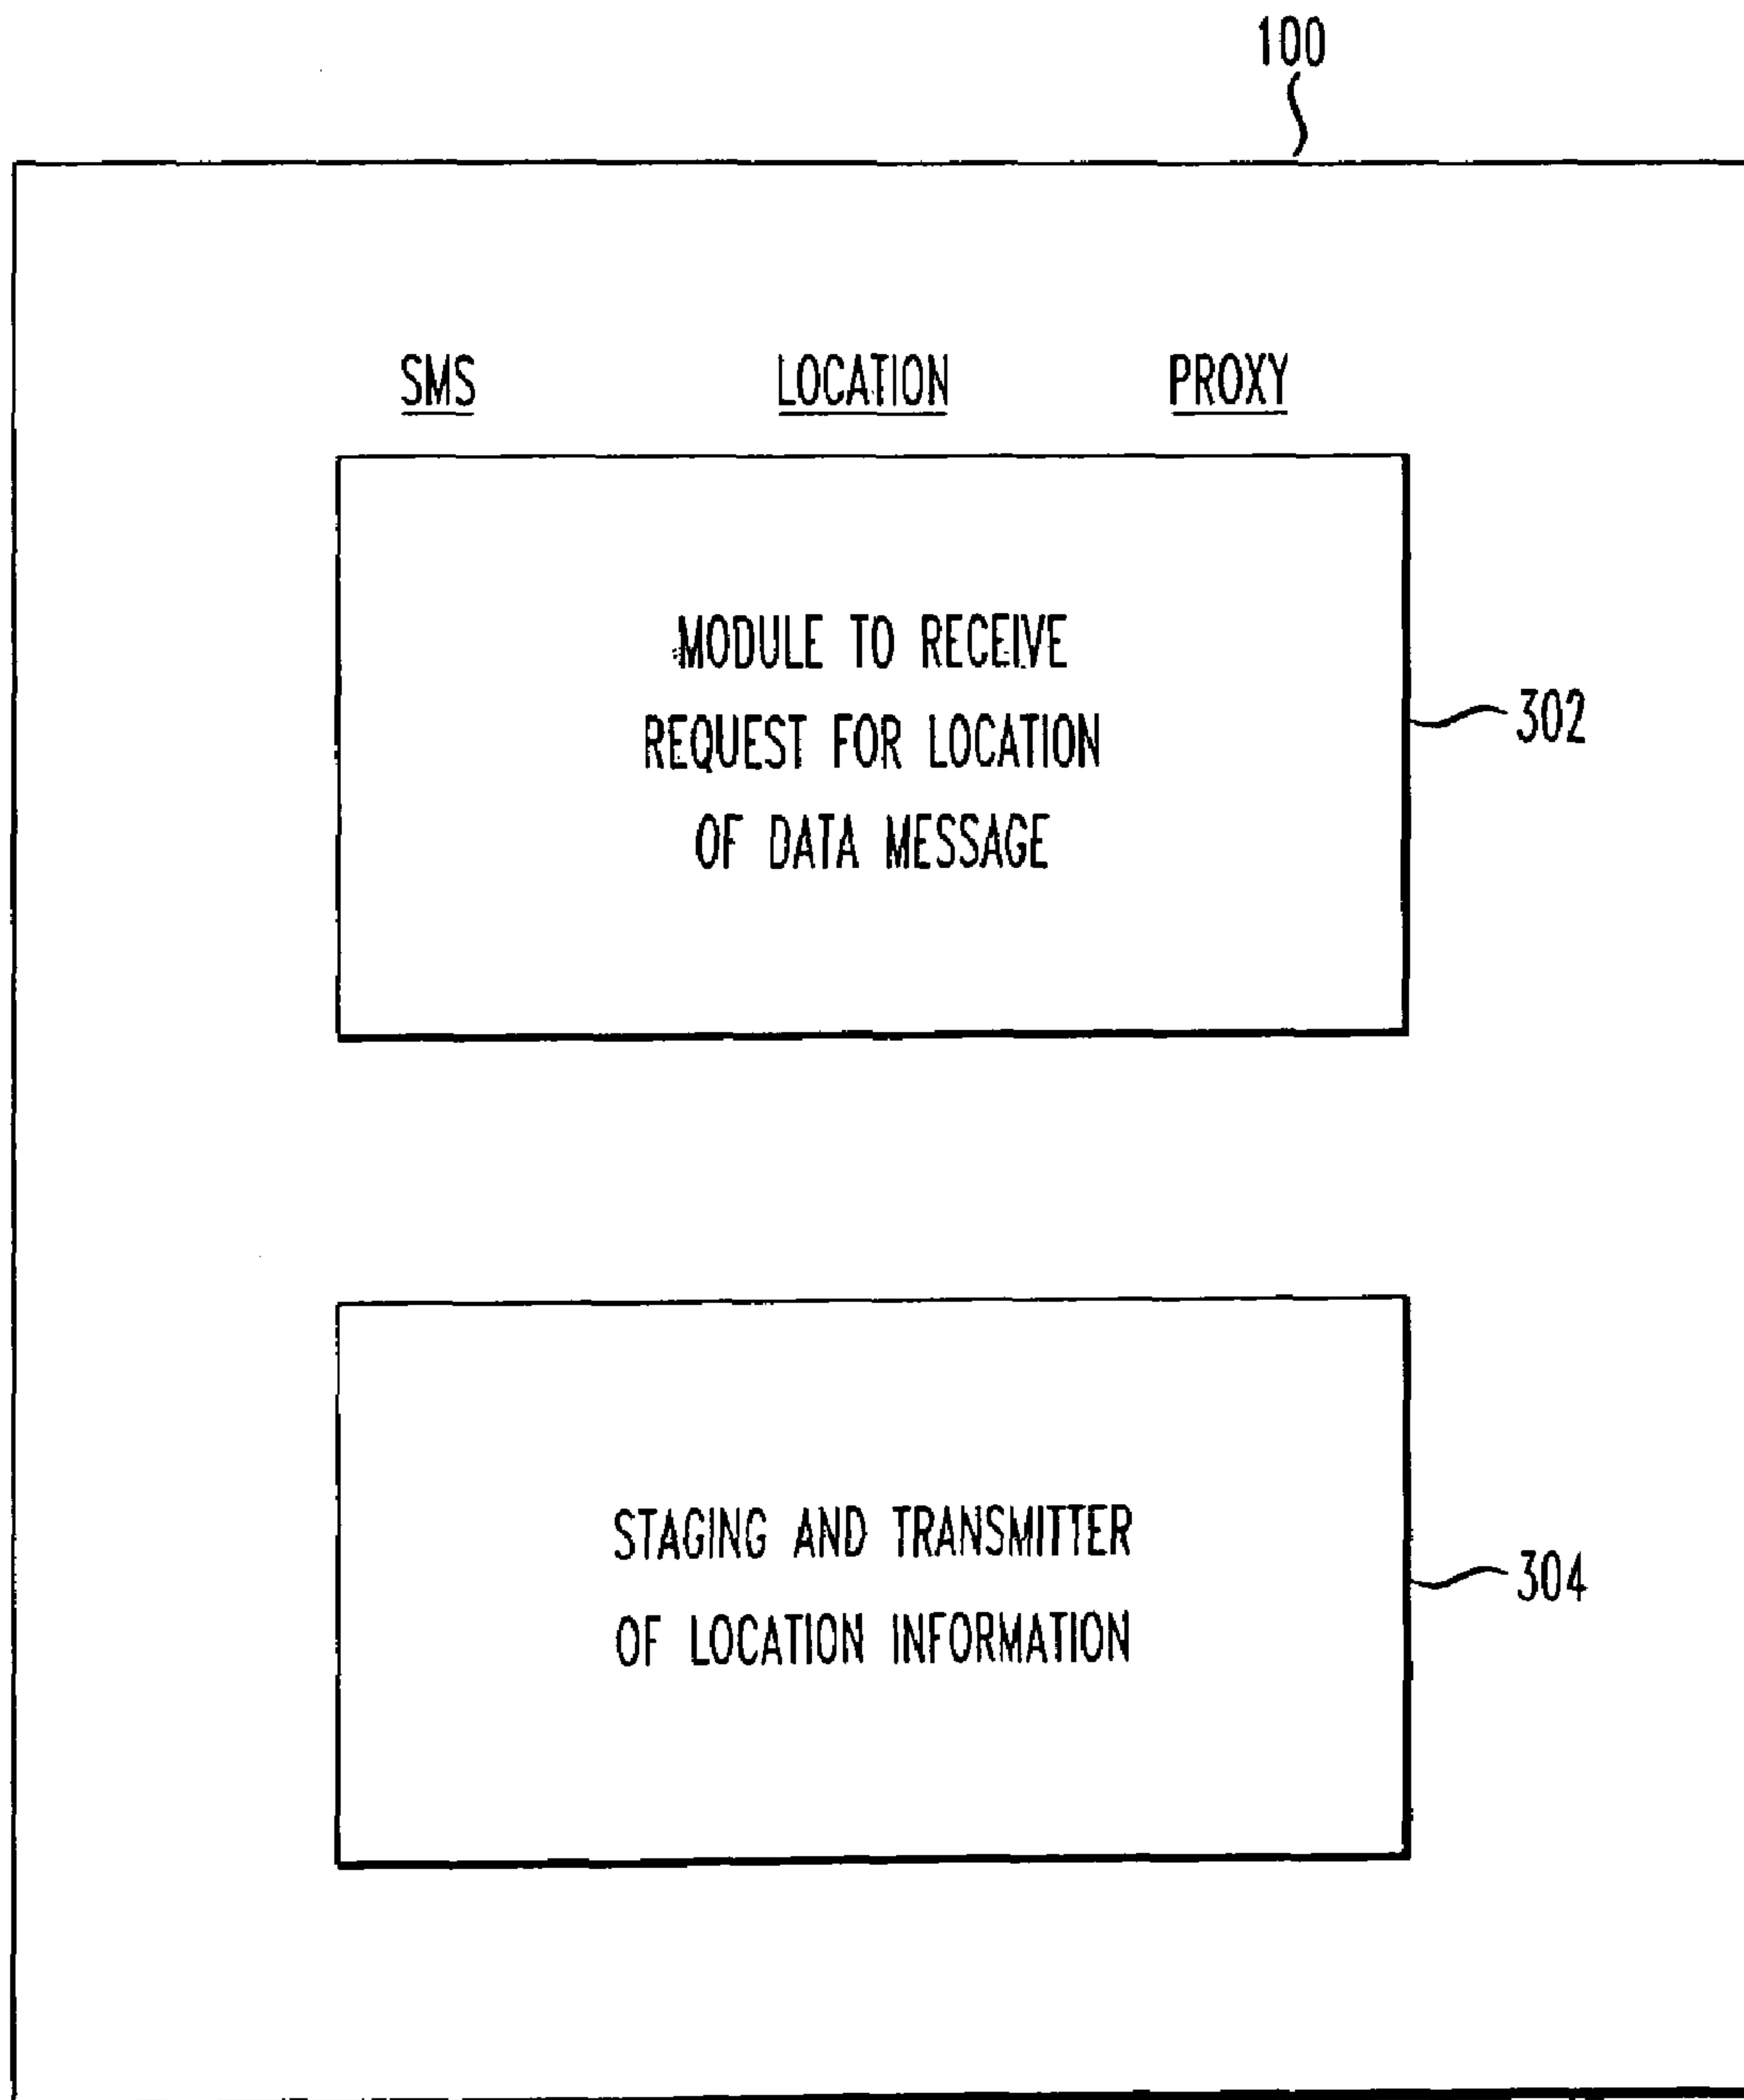 100
SMS LOCATION PROXY
MODULE TO RECEIVE
REQUEST FOR LOCATION
OF DATA MESSAGE
302
STAGING AND TRANSMITTER
OF LOCATION INFORMATION
304